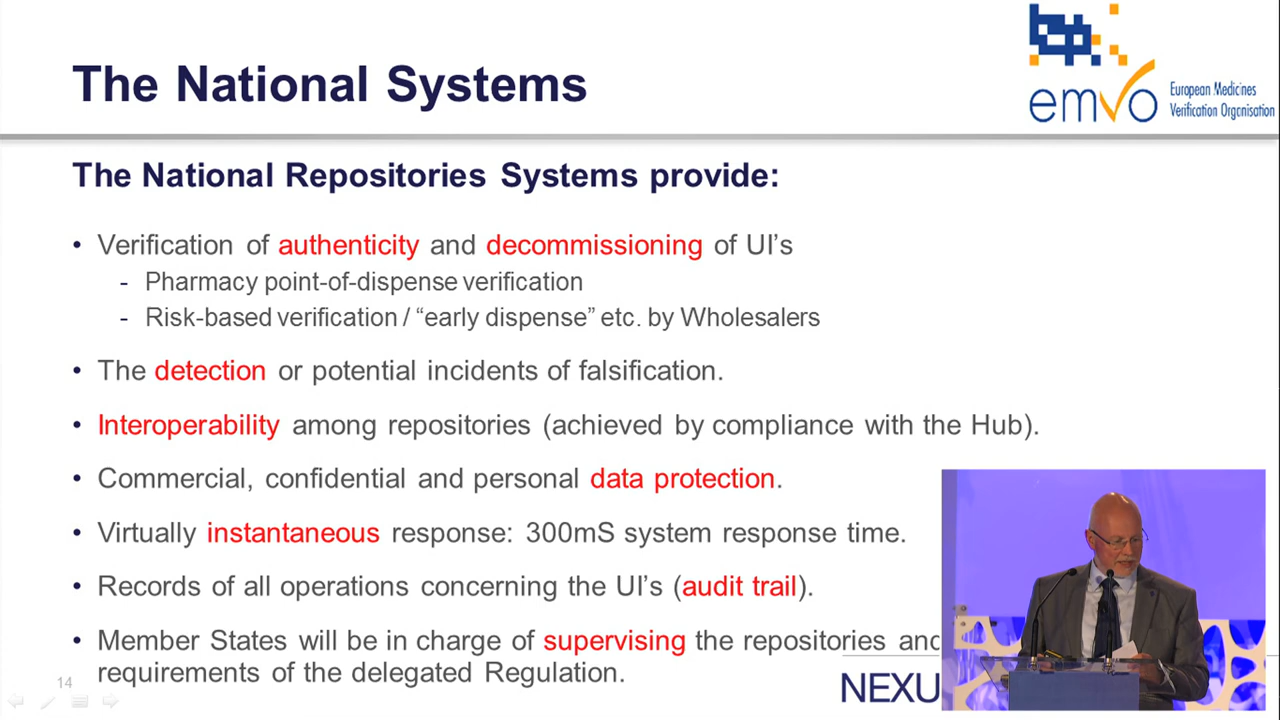 The National Systems
emvo
European Medicines
Verification Organisation
The National Repositories Systems provide:
• Verification of authenticity and decommissioning of UI’s
- Pharmacy point-of-dispense verification
- Risk-based verification / “early dispense” etc. by Wholesalers
• The detection or potential incidents of falsification.
• Interoperability among repositories (achieved by compliance with the Hub).
• Commercial, confidential and personal data protection.
• Virtually instantaneous response: 300mS system response time.
• Records of all operations concerning the UI’s (audit trail).
• Member States will be in charge of supervising the repositories and
requirements of the delegated Regulation.
14
NEXU